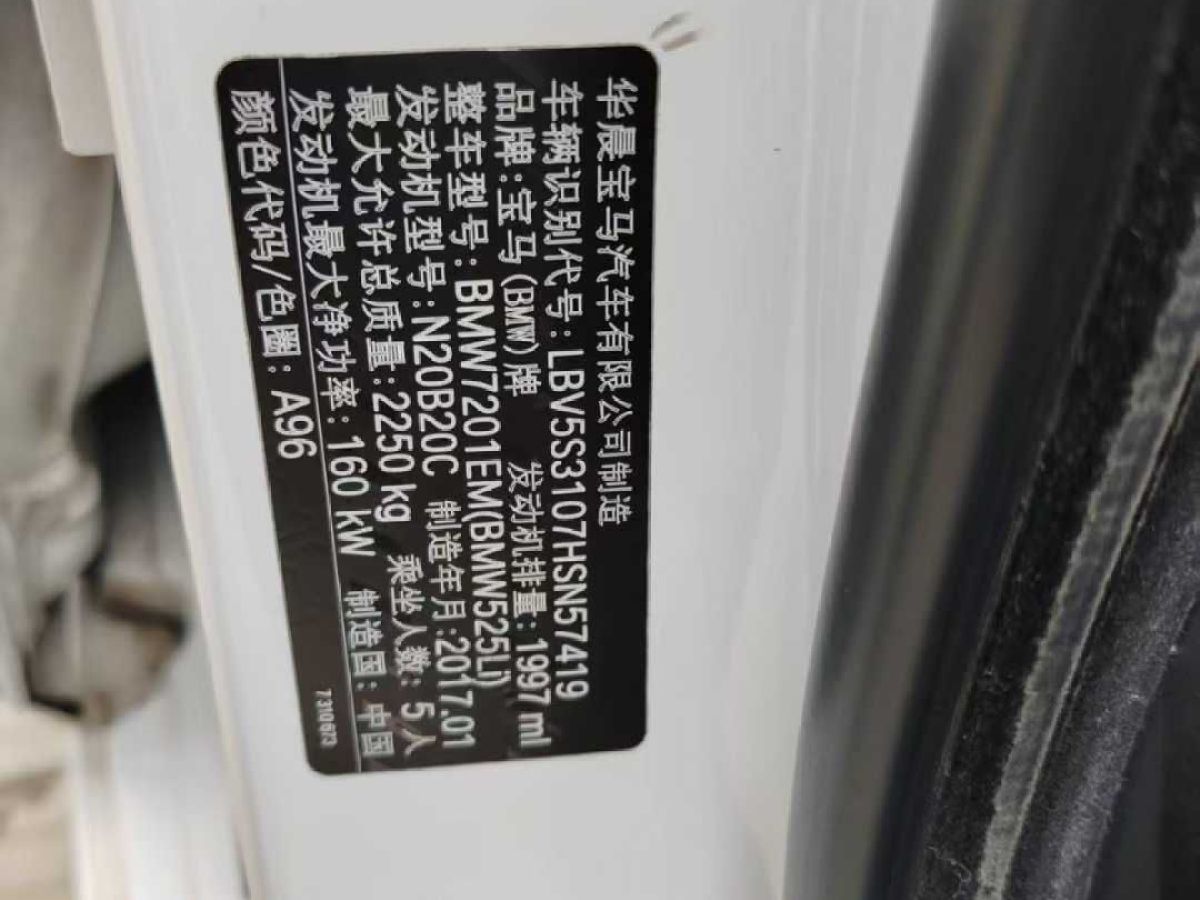 华晨宝马汽车有限公司制造
车辆识别代号:LBV5S3107HSN57419
品牌:宝马(BMW)牌 发动机排量:1997 ml
整车型号:BMW7201EM(BMW525Li)
发动机型号:N20B20C 制造年月:2017.01
最大允许总质量:2250 kg 乘坐人数:5人
发动机最大净功率:160 kW 制造国:中国
颜色代码/色圈:A96
7310673